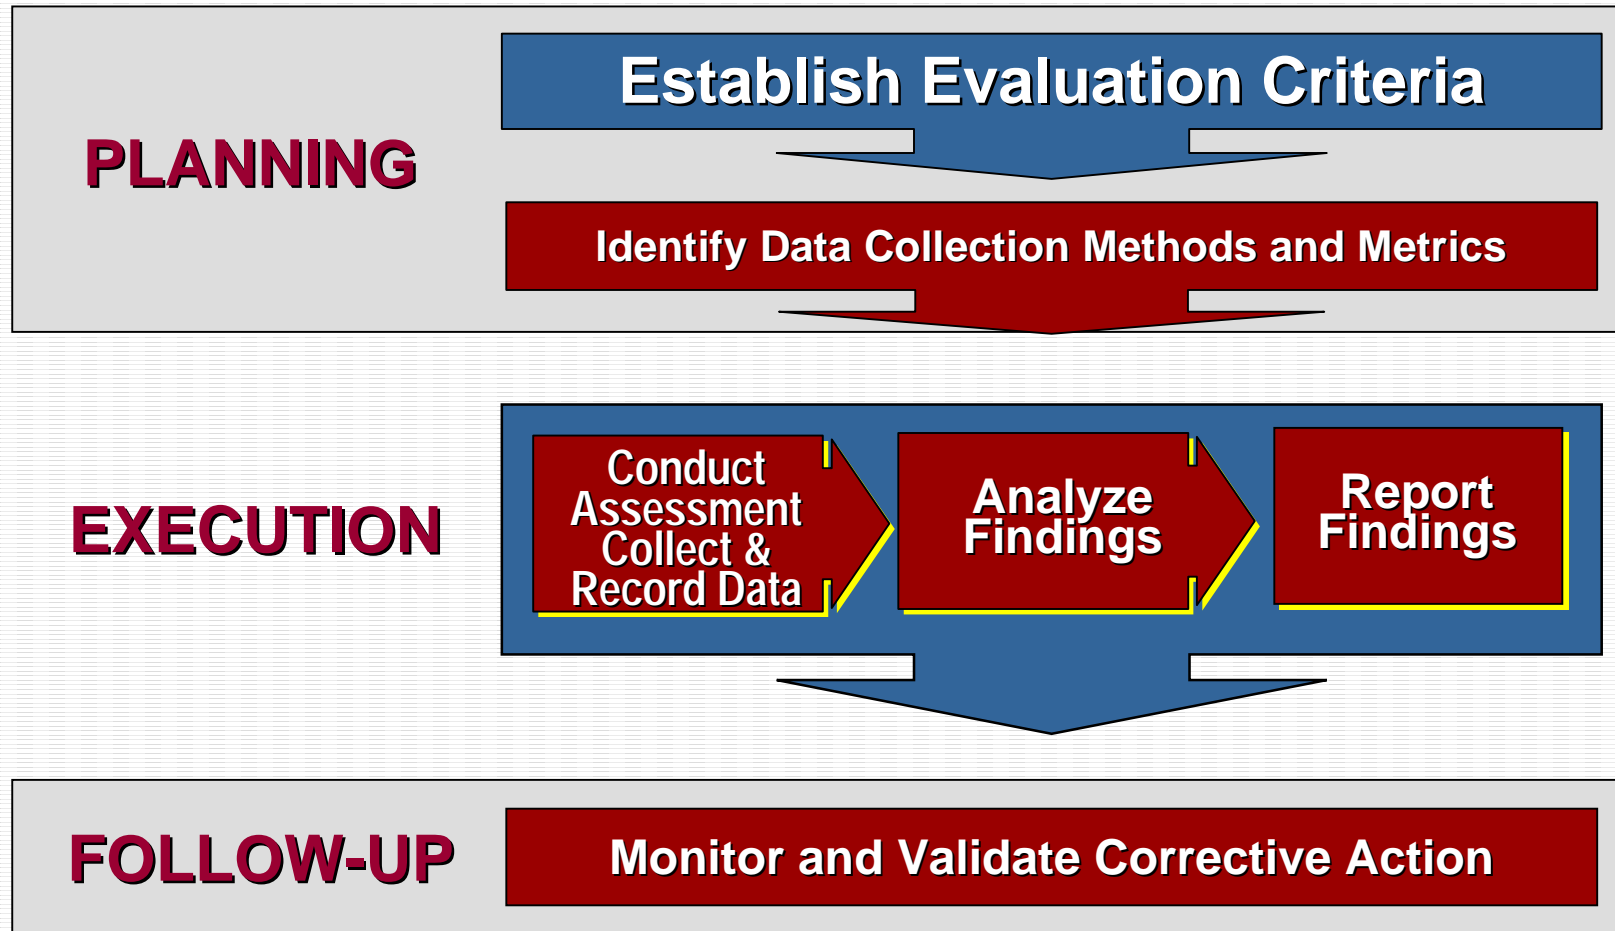 PLANNING
Establish Evaluation Criteria
Identify Data Collection Methods and Metrics
EXECUTION
Conduct
Assessment
Collect &
Record Data
Analyze
Findings
Report
Findings
FOLLOW-UP
Monitor and Validate Corrective Action